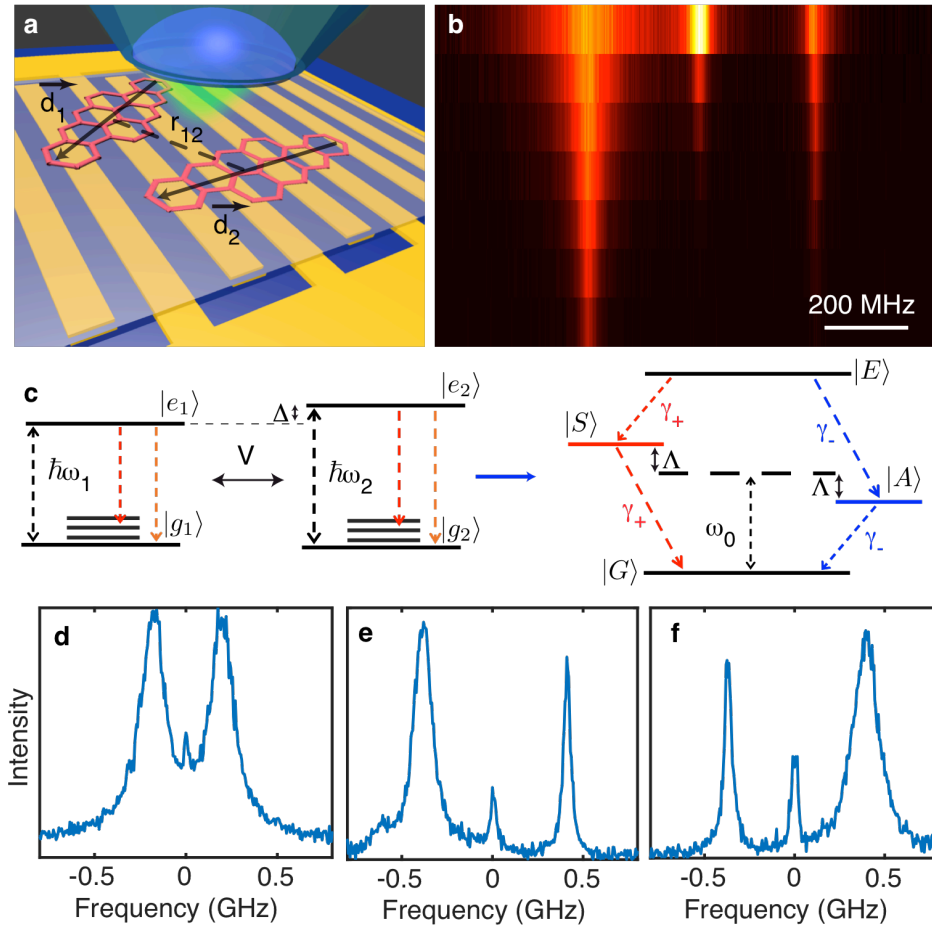 a
d₁
r₁₂
d₂
b
200 MHz
c
|e₁⟩
ħω₁
|g₁⟩
V
Δ
|e₂⟩
ħω₂
|g₂⟩
|E⟩
γ₊
γ₋
|S⟩
Λ
Λ
|A⟩
γ₊
ω₀
γ₋
|G⟩
d
e
f
Intensity
-0.5 0 0.5
-0.5 0 0.5
-0.5 0 0.5
Frequency (GHz)
Frequency (GHz)
Frequency (GHz)